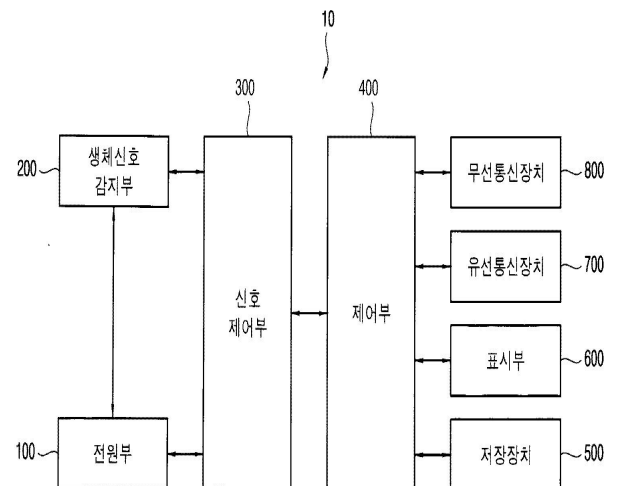 10
300
400
200
생체신호
감지부
무선통신장치
800
유선통신장치
700
신호
제어부
제어부
표시부
600
100
전원부
저장장치
500